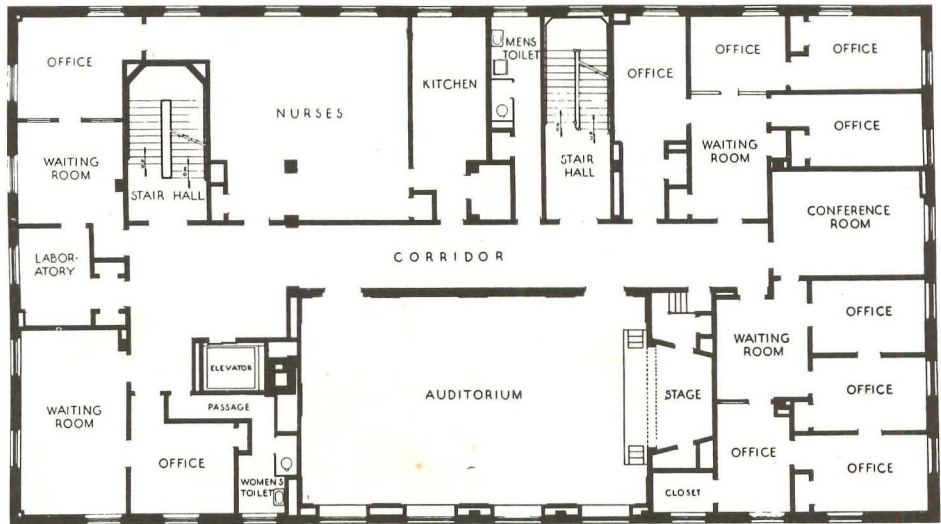 OFFICE
NURSES
KITCHEN
MENS
TOILET
OFFICE
OFFICE
OFFICE
WAITING
ROOM
STAIR HALL
STAIR
HALL
WAITING
ROOM
OFFICE
LABOR-
ATORY
CORRIDOR
CONFERENCE
ROOM
WAITING
ROOM
OFFICE
ELEVATOR
PASSAGE
AUDITORIUM
STAGE
OFFICE
WAITING
ROOM
OFFICE
WOMENS
TOILET
CLOSET
OFFICE
OFFICE